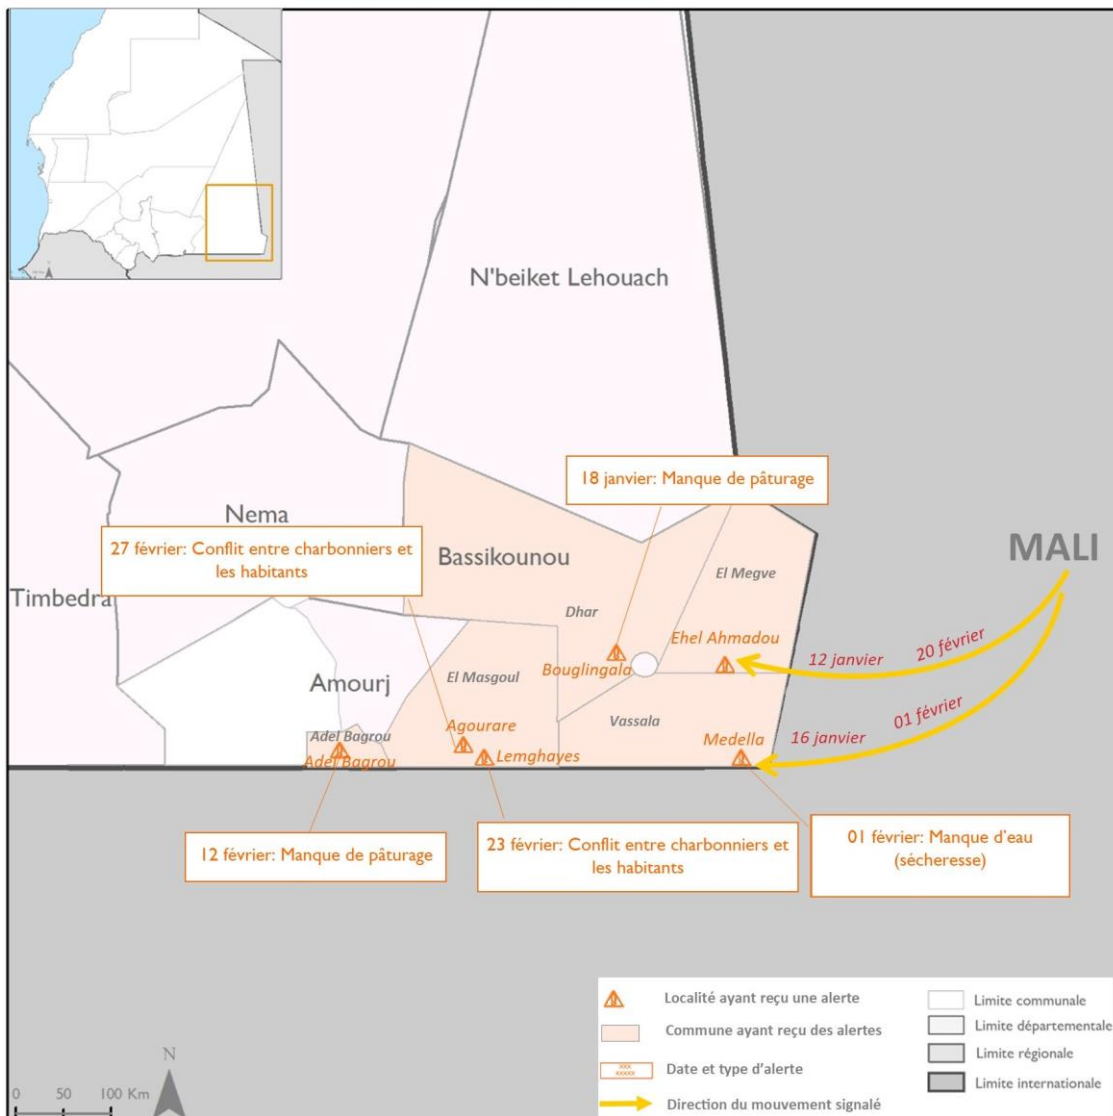 N'beiket Lehouach
18 janvier: Manque de pâturage
Nema
27 février: Conflit entre charbonniers et
les habitants
Bassikounou
MALI
El Megve
Timbedra
Dhar
Ehel Ahmadou
20 février
12 janvier
Bouglingala
El Masgoul
Amourj
Vassala
01 février
16 janvier
Agourare
Medella
Adel Bagrou
Adel Bagrou
Lemghayes
12 février: Manque de pâturage
23 février: Conflit entre charbonniers et
les habitants
01 février: Manque d'eau
(sécheresse)
Localité ayant reçu une alerte
Commune ayant reçu des alertes
XXX
XXXXX
Date et type d'alerte
Direction du mouvement signalé
Limite communale
Limite départementale
Limite régionale
Limite internationale
N
0 50 100 Km